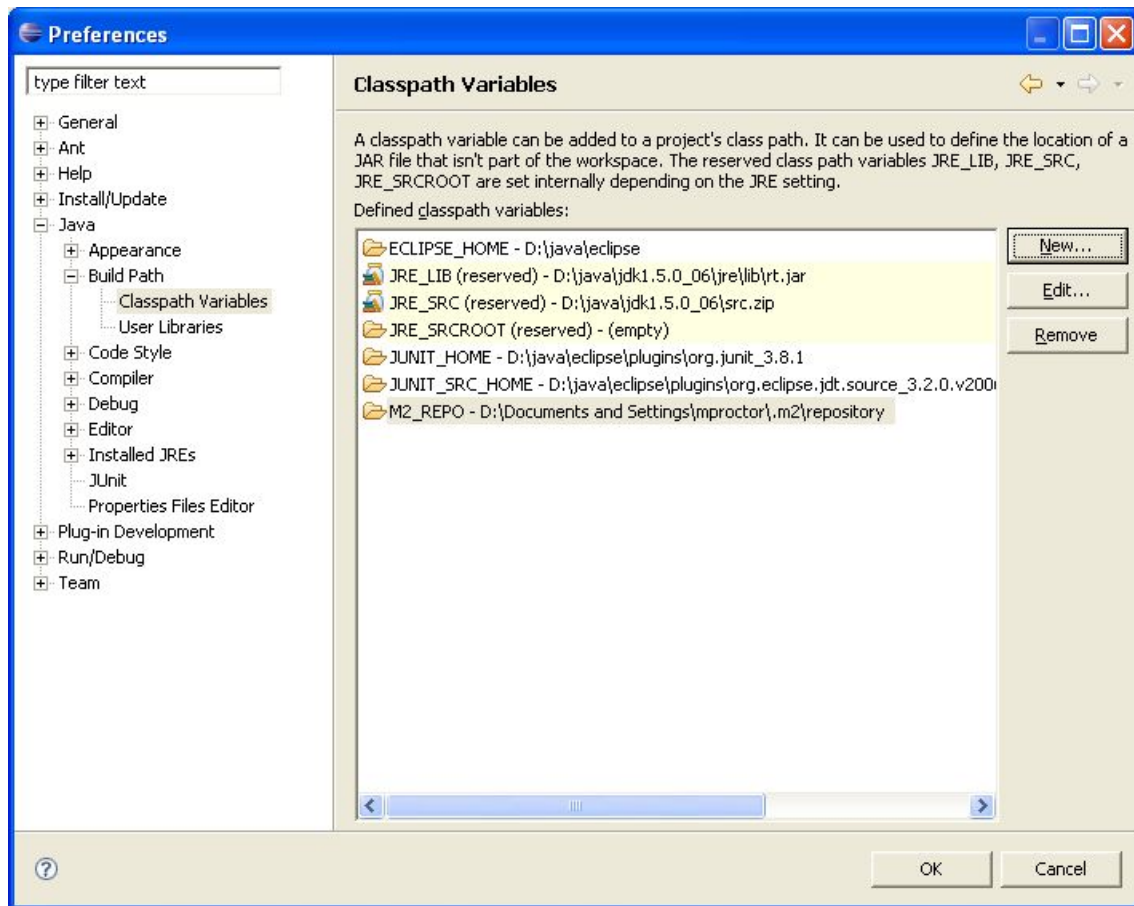 Preferences
type filter text
General
Ant
Help
Install/Update
Java
Appearance
Build Path
Classpath Variables
User Libraries
Code Style
Compiler
Debug
Editor
Installed JREs
JUnit
Properties Files Editor
Plug-in Development
Run/Debug
Team
Classpath Variables
A classpath variable can be added to a project's class path. It can be used to define the location of a
JAR file that isn't part of the workspace. The reserved class path variables JRE_LIB, JRE_SRC,
JRE_SRCROOT are set internally depending on the JRE setting.
Defined classpath variables:
ECLIPSE_HOME - D:\java\eclipse
JRE_LIB (reserved) - D:\java\jdk1.5.0_06\jre\lib\rt.jar
JRE_SRC (reserved) - D:\java\jdk1.5.0_06\src.zip
JRE_SRCROOT (reserved) - (empty)
JUNIT_HOME - D:\java\eclipse\plugins\org.junit_3.8.1
JUNIT_SRC_HOME - D:\java\eclipse\plugins\org.eclipse.jdt.source_3.2.0.v200
M2_REPO - D:\Documents and Settings\mproctor\.m2\repository
New...
Edit...
Remove
OK
Cancel